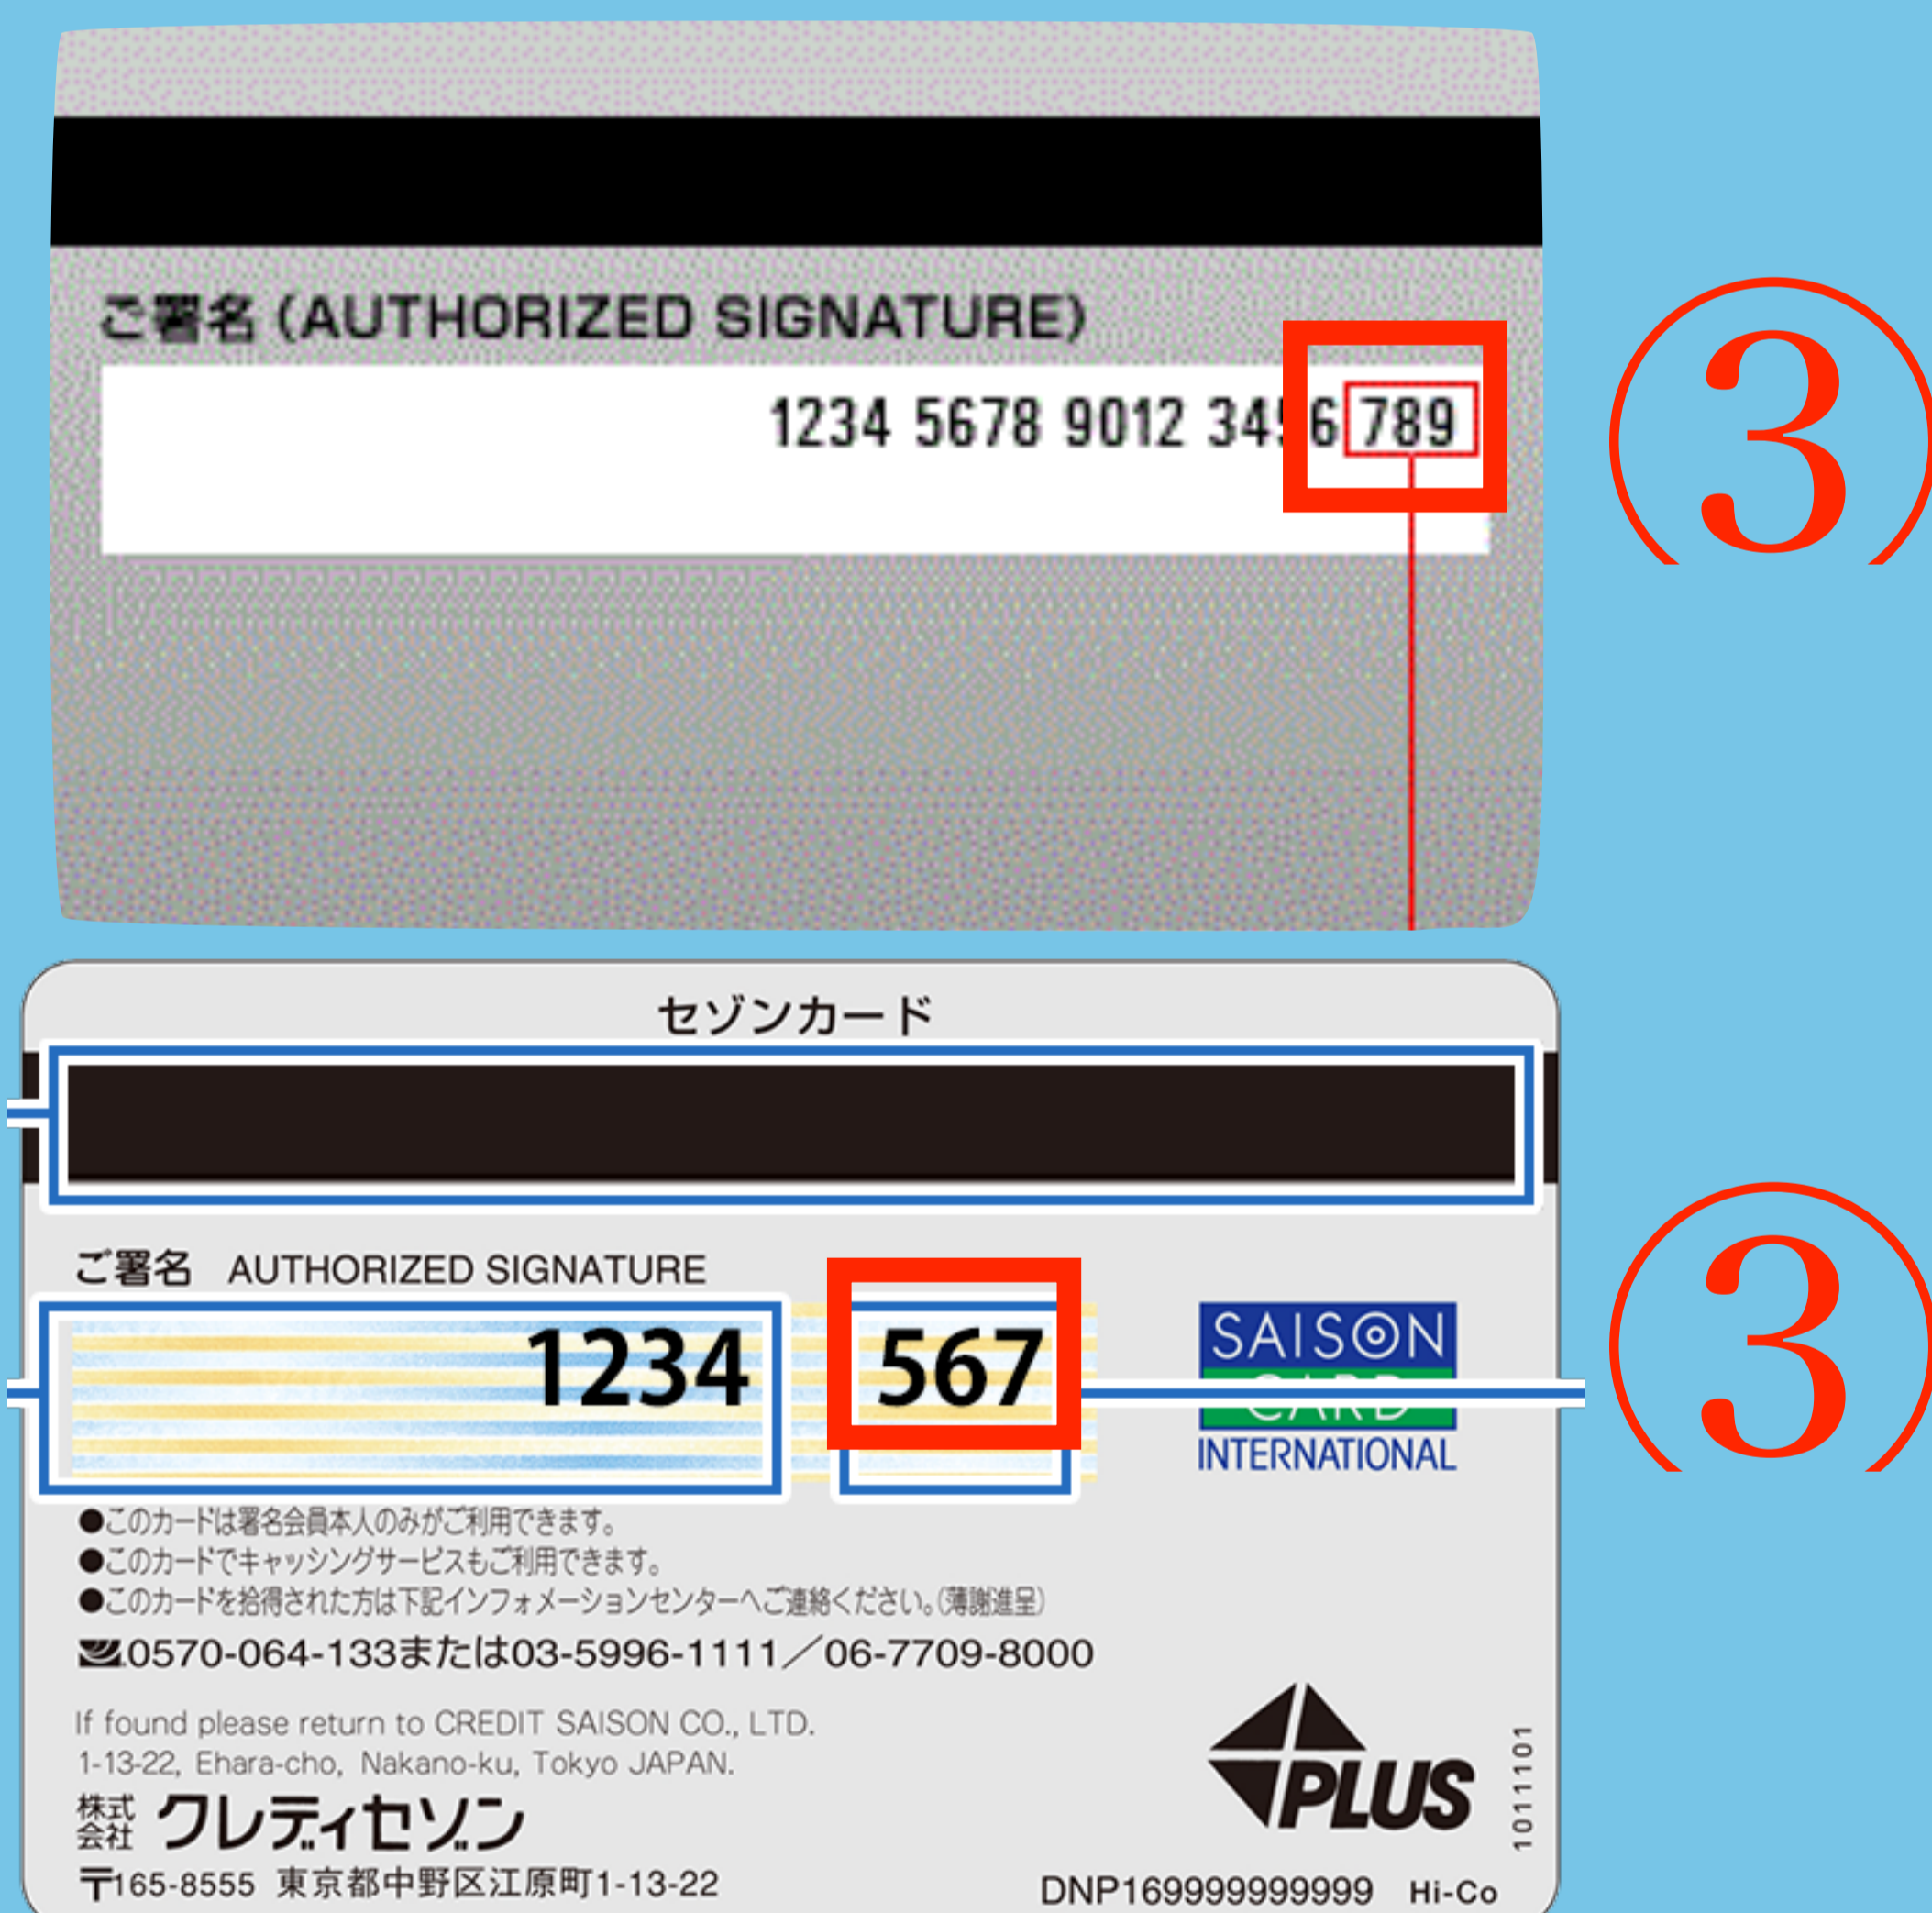 ご署名 (AUTHORIZED SIGNATURE)
1234 5678 9012 3456 789
③
セゾンカード
ご署名 AUTHORIZED SIGNATURE
1234 567
SAISON
CARD
INTERNATIONAL
③
●このカードは署名会員本人のみがご利用できます。
●このカードでキャッシングサービスもご利用できます。
●このカードを拾得された方は下記インフォメーションセンターへご連絡ください。(薄謝進呈)
0570-064-133または03-5996-1111／06-7709-8000
If found please return to CREDIT SAISON CO., LTD.
1-13-22, Ehara-cho, Nakano-ku, Tokyo JAPAN.
株式会社 クレディセゾン
〒165-8555 東京都中野区江原町1-13-22
PLUS
1011101
DNP169999999999 Hi-Co